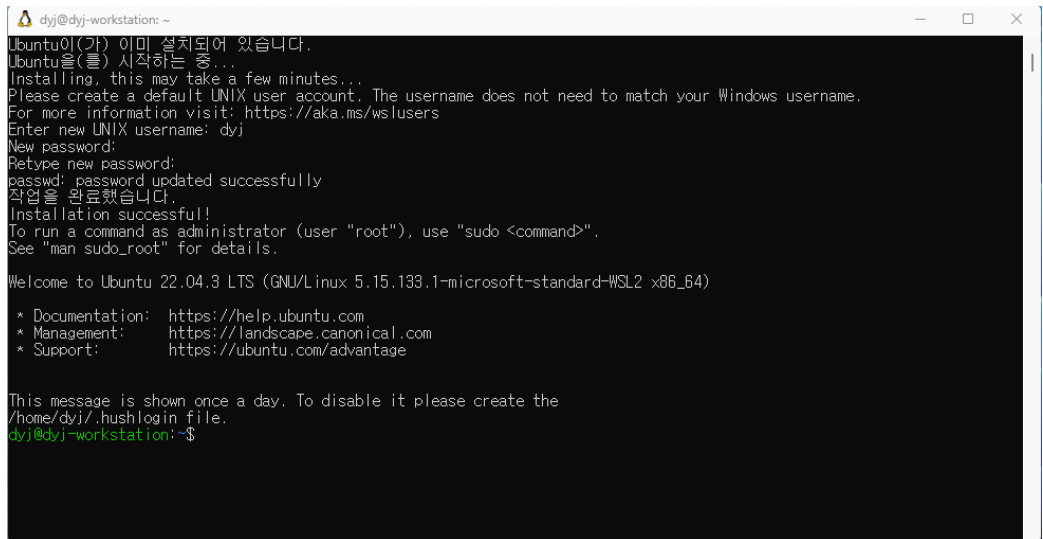 dyj@dyj-workstation: ~
Ubuntu이(가) 이미 설치되어 있습니다.
Ubuntu을(를) 시작하는 중...
Installing, this may take a few minutes...
Please create a default UNIX user account. The username does not need to match your Windows username.
For more information visit: https://aka.ms/wslusers
Enter new UNIX username: dyj
New password:
Retype new password:
passwd: password updated successfully
작업을 완료했습니다.
Installation successful!
To run a command as administrator (user "root"), use "sudo <command>".
See "man sudo_root" for details.
Welcome to Ubuntu 22.04.3 LTS (GNU/Linux 5.15.133.1-microsoft-standard-WSL2 x86_64)
* Documentation:  https://help.ubuntu.com
* Management:     https://landscape.canonical.com
* Support:        https://ubuntu.com/advantage
This message is shown once a day. To disable it please create the
/home/dyj/.hushlogin file.
dyj@dyj-workstation:~$